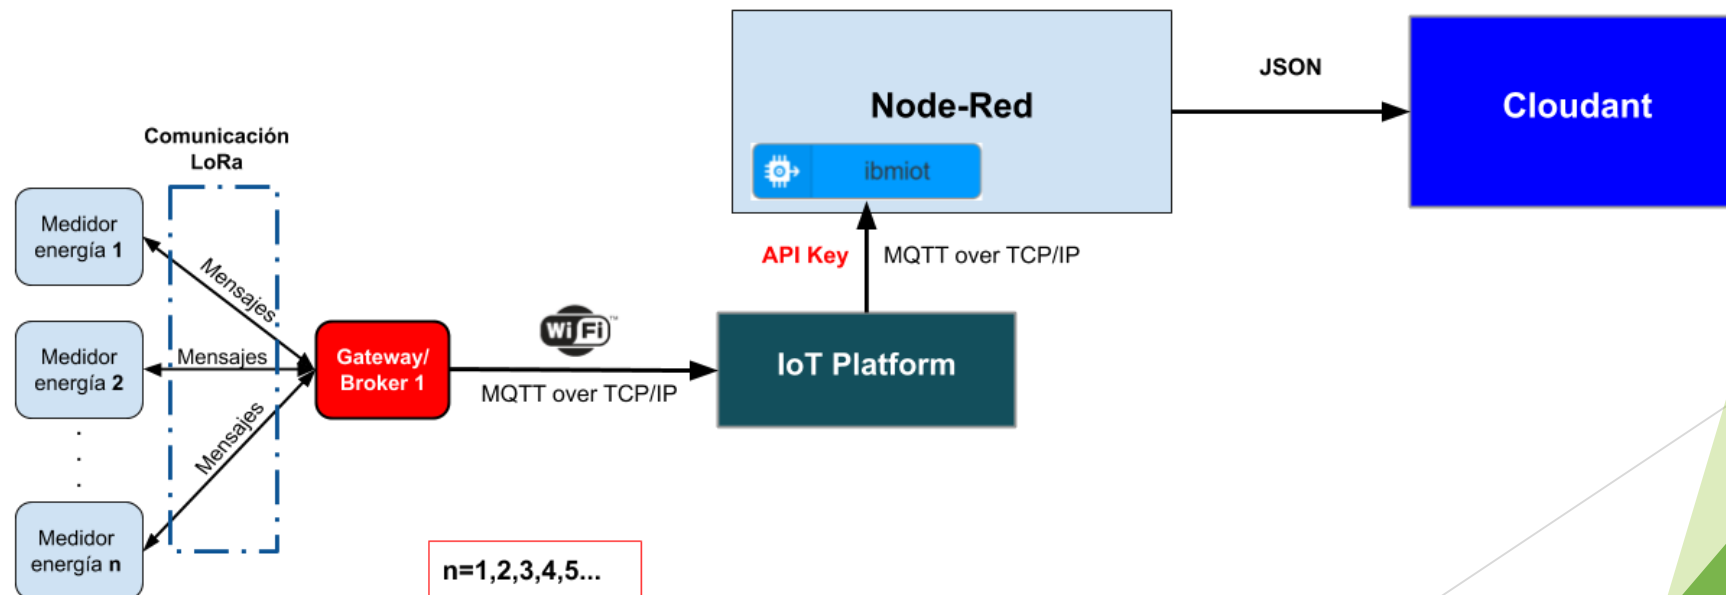 Comunicación
LoRa
Medidor
energía 1
Mensajes
Medidor
energía 2
Mensajes
.
.
.
Medidor
energía n
Mensajes
Gateway/
Broker 1
WiFi™
MQTT over TCP/IP
IoT Platform
API Key
MQTT over TCP/IP
Node-Red
ibmiot
JSON
Cloudant
n=1,2,3,4,5...